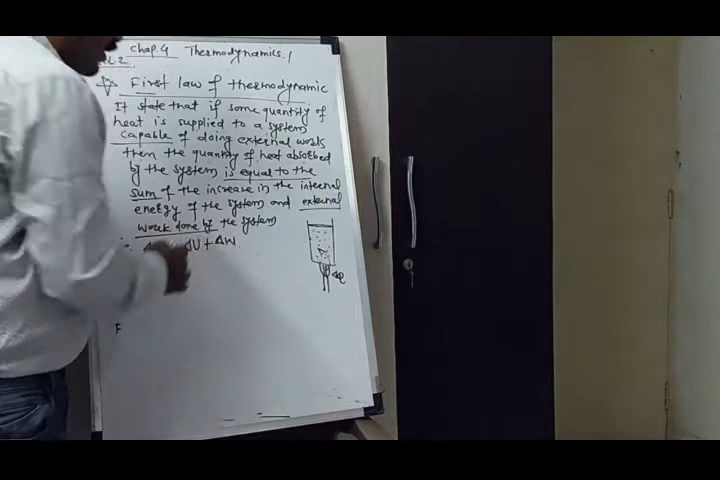 Chap. 4 Thermodynamics.
First law of thermodynamic
It state that if some quantity of
heat is supplied to a system
capable of doing external work
then the quantity of heat absorbed
by the system is equal to the
sum of the increase in the internal
energy of the system and external
work done by the system
∴ ΔU + ΔW
ΔQ
F